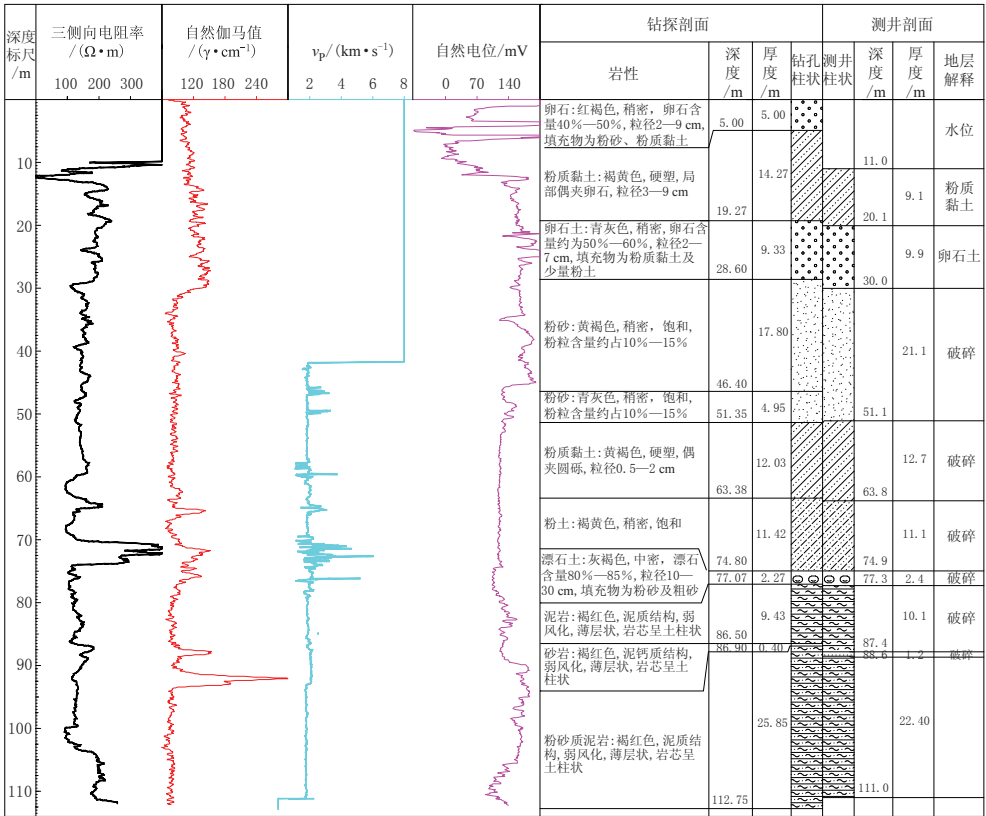 深度
标尺
/m
三侧向电阻率
/(Ω•m)
100 200 300
自然伽马值
/(γ•cm⁻¹)
120 180 240
vP/(km•s⁻¹)
2 4 6 8
自然电位/mV
0 70 140
钻探剖面
岩性
深
度
/m
厚
度
/m
钻孔
柱状
测井剖面
测井
柱状
深
度
/m
厚
度
/m
地层
解释
10
20
30
40
50
60
70
80
90
100
110
卵石:红褐色,稍密，卵石含
量40%—50%,粒径2—9 cm,
填充物为粉砂、粉质黏土
5.00
5.00
粉质黏土:褐黄色,硬塑,局
部偶夹卵石,粒径3—9 cm
19.27
14.27
卵石土:青灰色,稍密,卵石含
量约为50%—60%,粒径2—
7 cm,填充物为粉质黏土及
少量粉土
28.60
9.33
粉砂:黄褐色,稍密，饱和,
粉粒含量约占10%—15%
46.40
17.80
粉砂:青灰色,稍密，饱和,
粉粒含量约占10%—15%
51.35
4.95
粉质黏土:黄褐色,硬塑,偶
夹圆砾,粒径0.5—2 cm
63.38
12.03
粉土:褐黄色,稍密,饱和
74.80
11.42
漂石土:灰褐色,中密，漂石
含量80%—85%,粒径10—
30 cm,填充物为粉砂及粗砂
77.07
2.27
泥岩:褐红色,泥质结构,弱
风化,薄层状,岩芯呈土柱状
86.50
9.43
砂岩:褐红色,泥钙质结构,
弱风化,薄层状,岩芯呈土
柱状
86.90
0.40
粉砂质泥岩:褐红色,泥质结
构,弱风化,薄层状,岩芯呈
土柱状
112.75
25.85
11.0
水位
20.1
9.1
粉质
黏土
30.0
9.9
卵石土
51.1
21.1
破碎
63.8
12.7
破碎
74.9
11.1
破碎
77.3
2.4
破碎
87.4
10.1
破碎
88.6
1.2
破碎
111.0
22.40